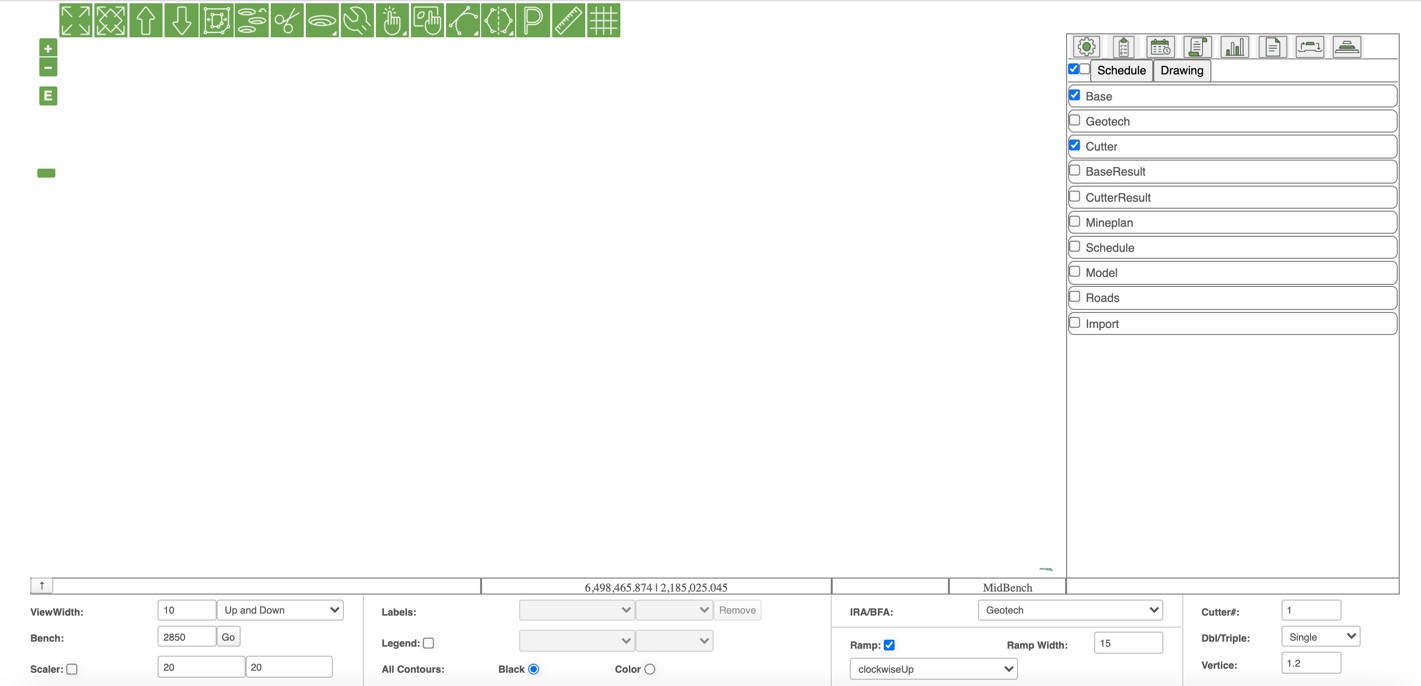 P
+
−
E
Schedule Drawing
Base
Geotech
Cutter
BaseResult
CutterResult
Mineplan
Schedule
Model
Roads
Import
↑ 6,498,465.874 | 2,185,025.045 MidBench
ViewWidth: 10 Up and Down
Bench: 2850 Go
Scaler: 20 20
Labels: Remove
Legend:
All Contours: Black Color
IRA/BFA: Geotech
Ramp: Ramp Width: 15
clockwiseUp
Cutter#: 1
Dbl/Triple: Single
Vertice: 1.2